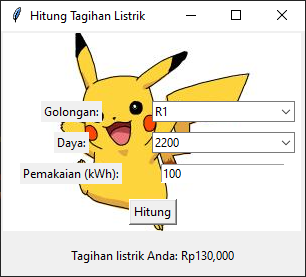 Hitung Tagihan Listrik
Golongan: R1
Daya: 2200
Pemakaian (kWh): 100
Hitung
Tagihan listrik Anda: Rp130,000